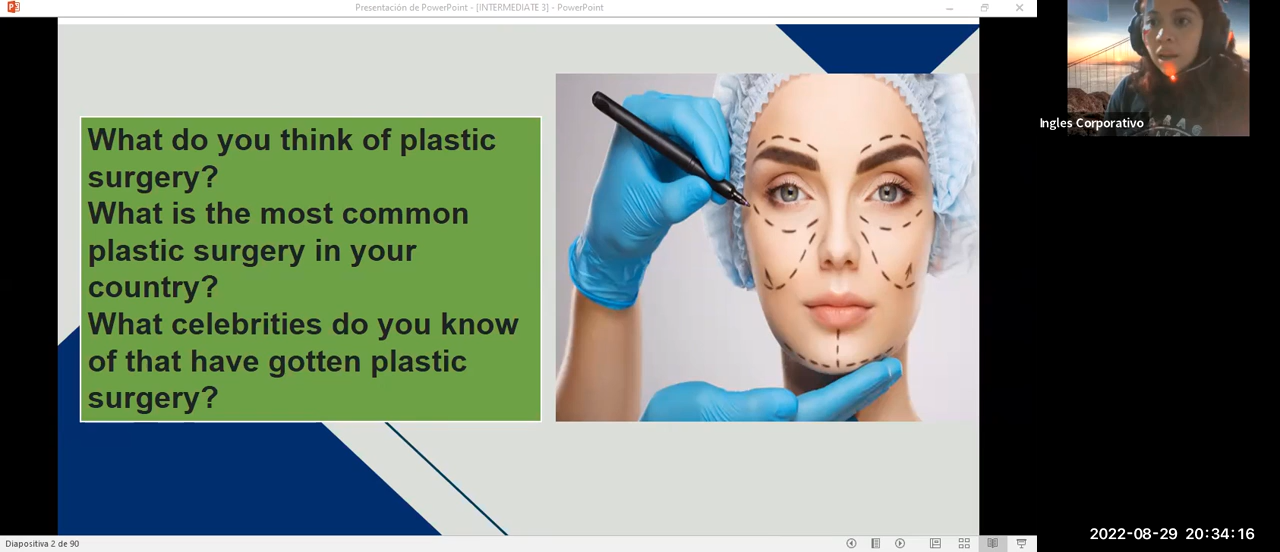 Presentación de PowerPoint - [INTERMEDIATE 3] - PowerPoint
What do you think of plastic
surgery?
What is the most common
plastic surgery in your
country?
What celebrities do you know
of that have gotten plastic
surgery?
Ingles Corporativo
2022-08-29 20:34:16
Diapositiva 2 de 90